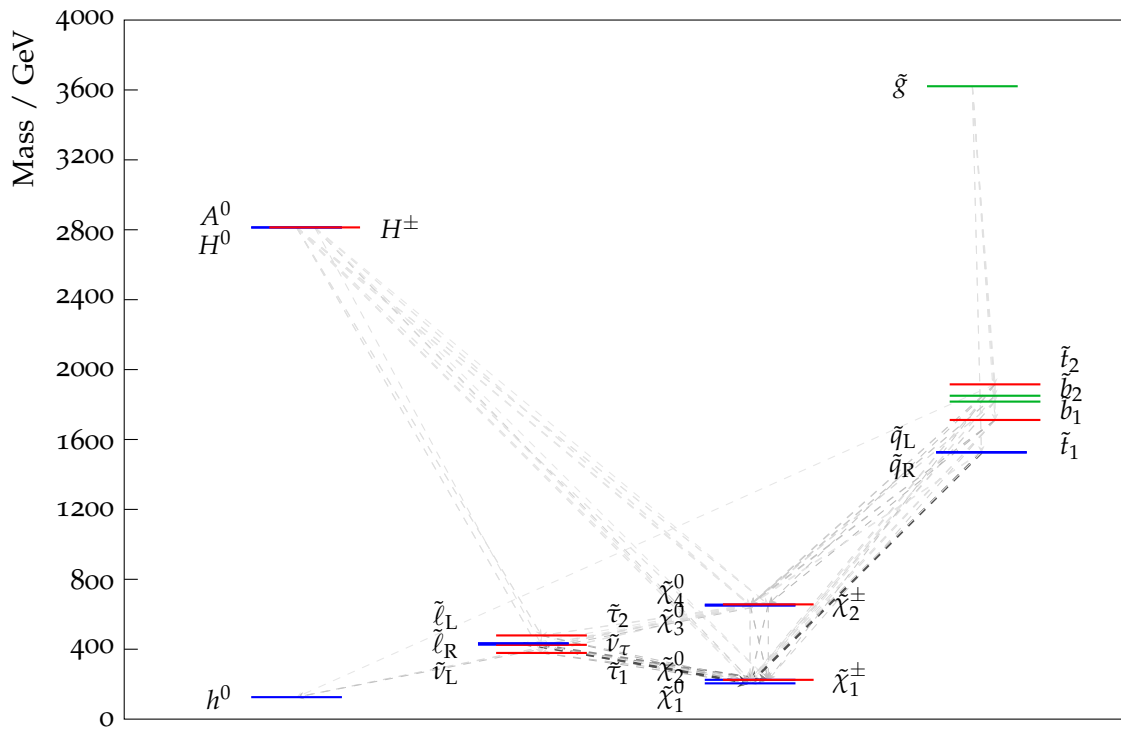 Mass / GeV
4000
3600
3200
2800
2400
2000
1600
1200
800
400
0
A⁰
H⁰
H±
h⁰
ℓ̃L
ℓ̃R
ν̃L
τ̃₂
ν̃τ
τ̃₁
χ̃⁰₄
χ̃⁰₃
χ̃⁰₂
χ̃⁰₁
χ̃±₂
χ̃±₁
g̃
q̃L
q̃R
t̃₂
b̃₂
b̃₁
t̃₁